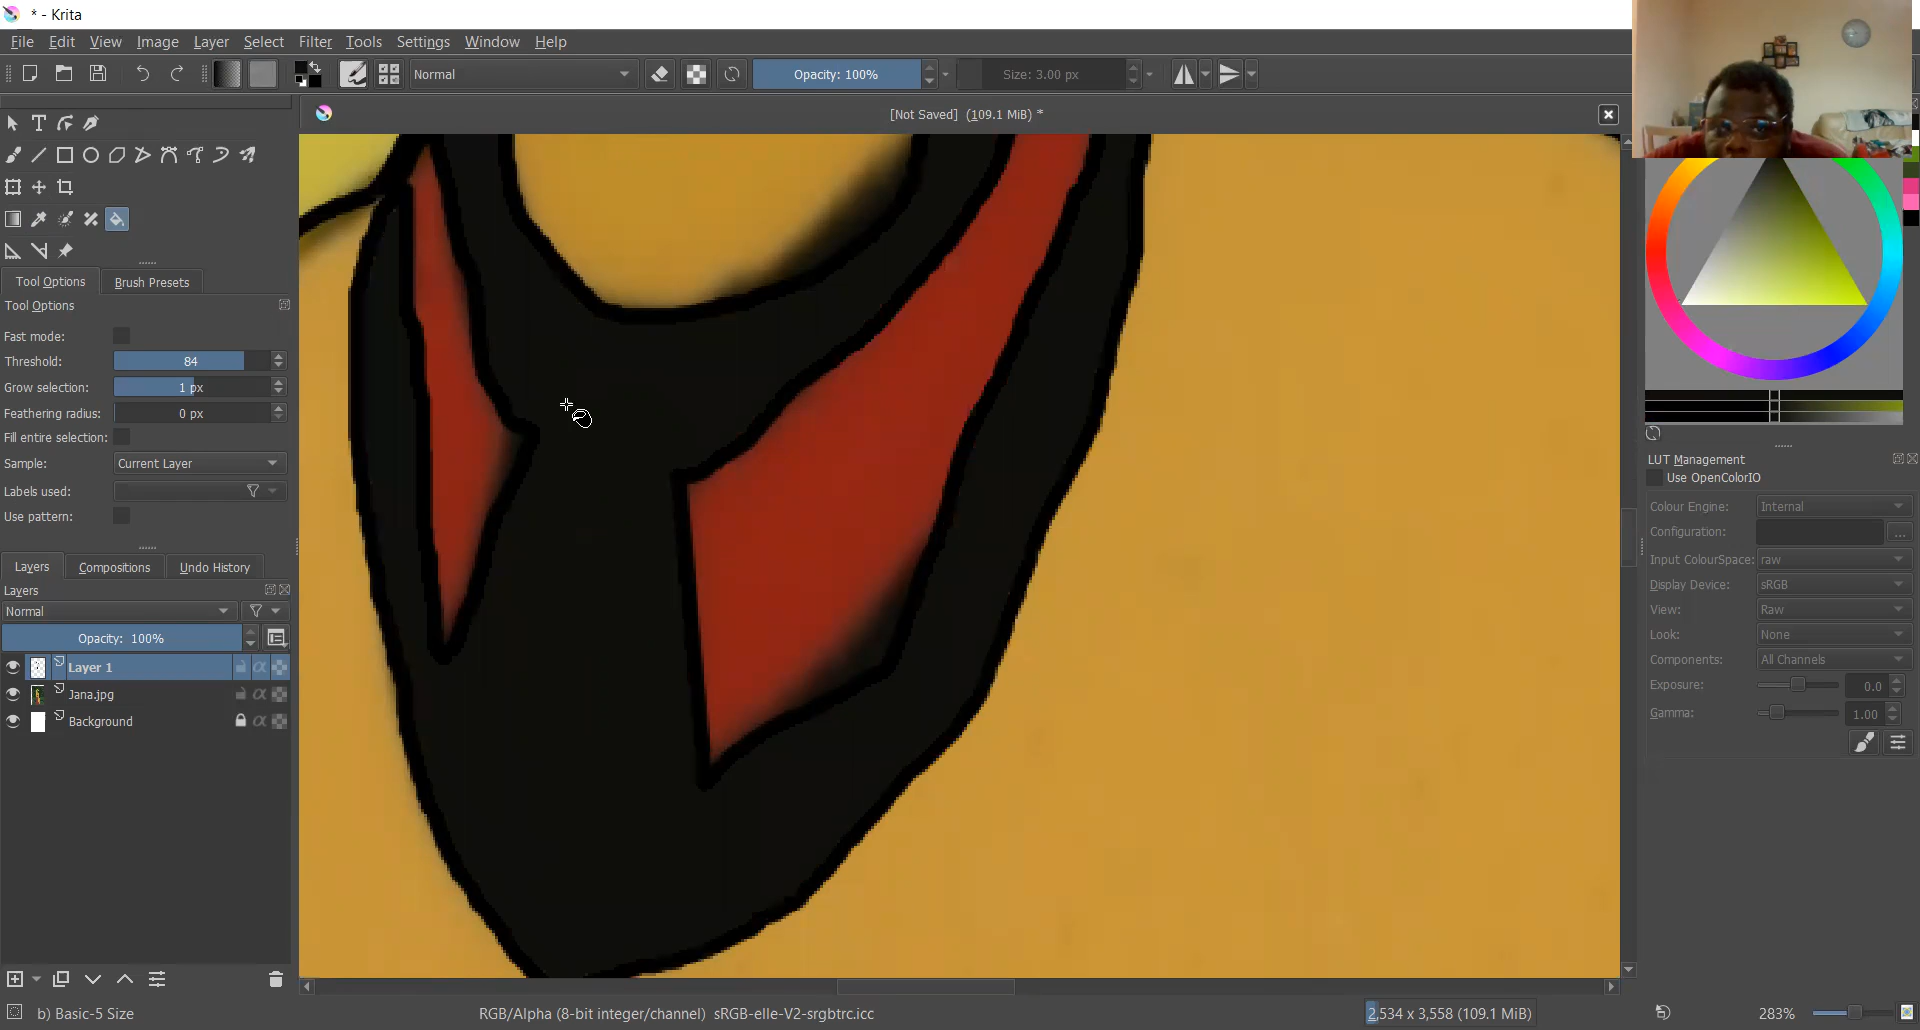 * - Krita
File Edit View Image Layer Select Filter Tools Settings Window Help
Normal Opacity: 100% Size: 3.00 px
[Not Saved] (109.1 MiB) *
Tool Options Brush Presets
Tool Options
Fast mode:
Threshold: 84
Grow selection: 1 px
Feathering radius: 0 px
Fill entire selection:
Sample: Current Layer
Labels used:
Use pattern:
Layers Compositions Undo History
Layers
Normal
Opacity: 100%
Layer 1
Jana.jpg
Background
LUT Management
Use OpenColorIO
Colour Engine: Internal
Configuration: ...
Input ColourSpace: raw
Display Device: sRGB
View: Raw
Look: None
Components: All Channels
Exposure: 0.0
Gamma: 1.00
b) Basic-5 Size RGB/Alpha (8-bit integer/channel) sRGB-elle-V2-srgbtrc.icc 2,534 x 3,558 (109.1 MiB) 283%